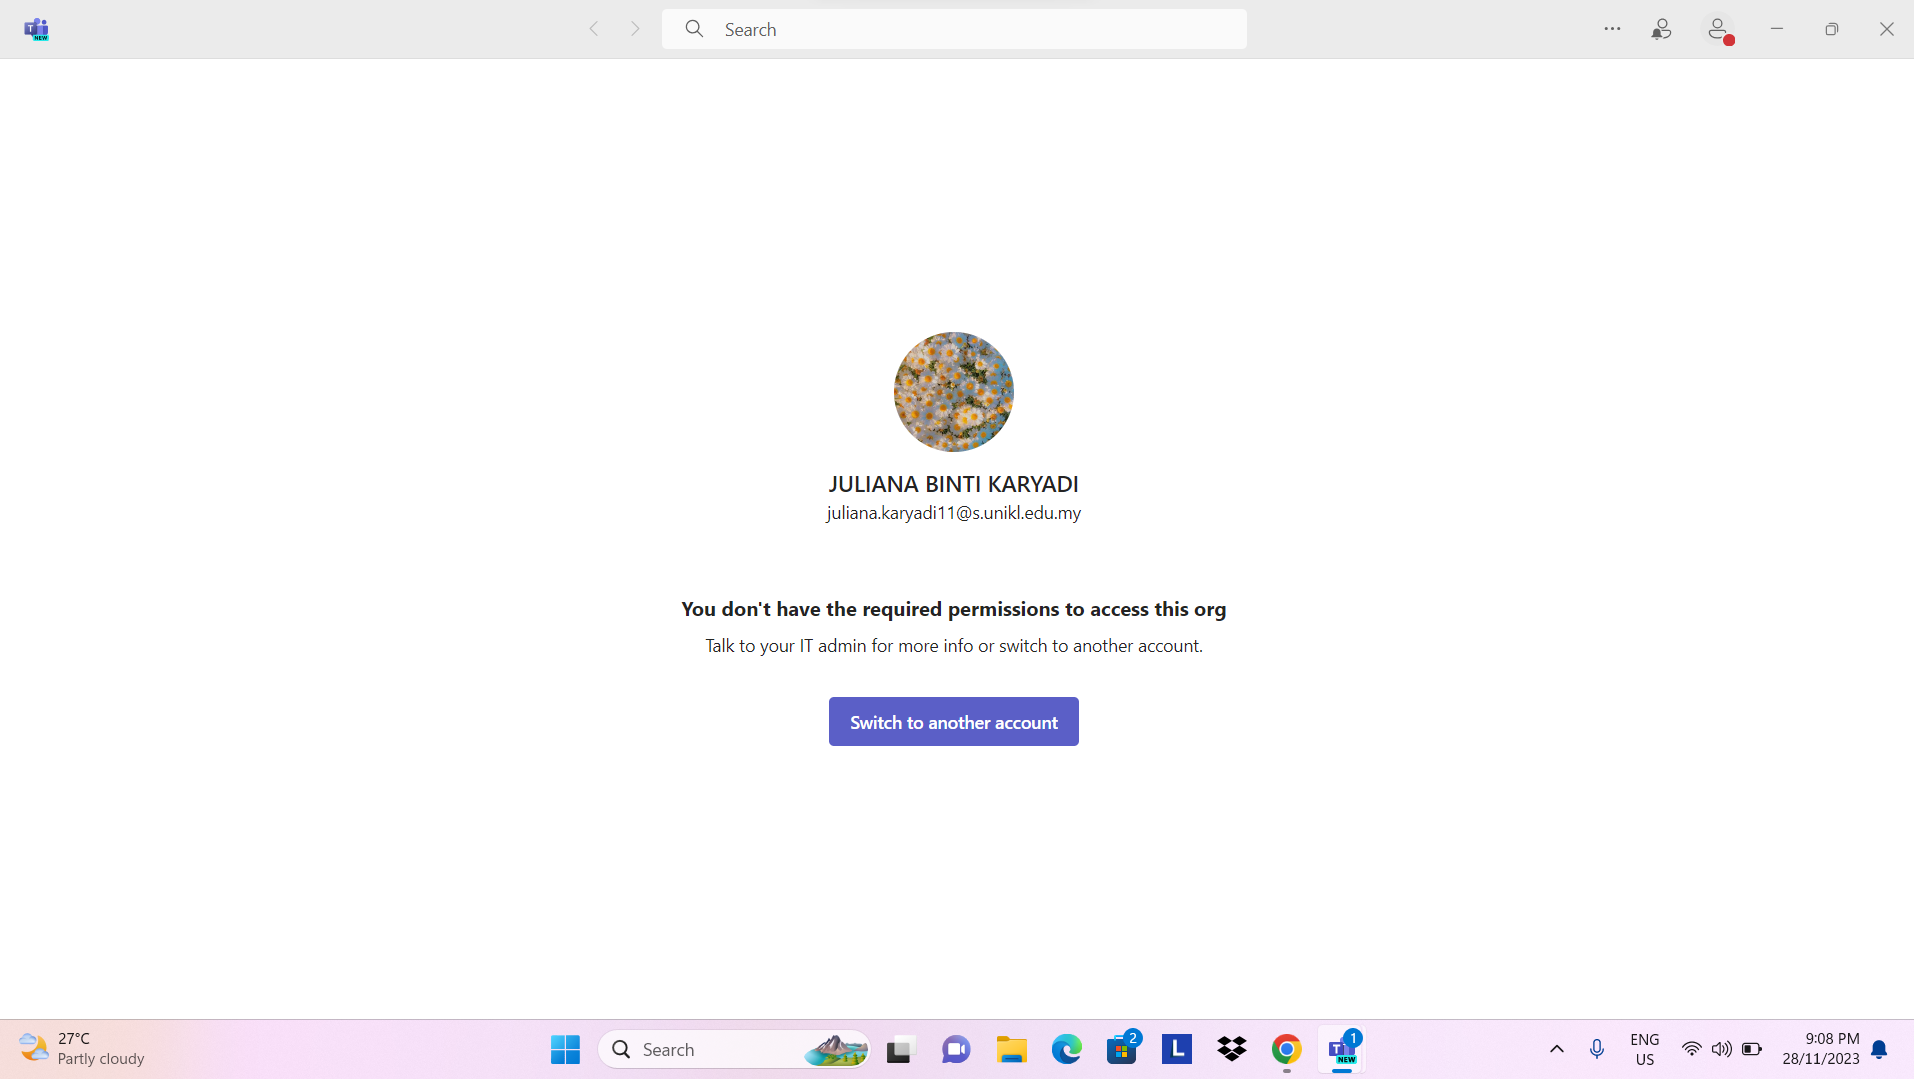 NEW
Search
JULIANA BINTI KARYADI
juliana.karyadi11@s.unikl.edu.my
You don't have the required permissions to access this org
Talk to your IT admin for more info or switch to another account.
Switch to another account
27°C
Partly cloudy
Search
2
L
1
T
NEW
ENG
US
9:08 PM
28/11/2023